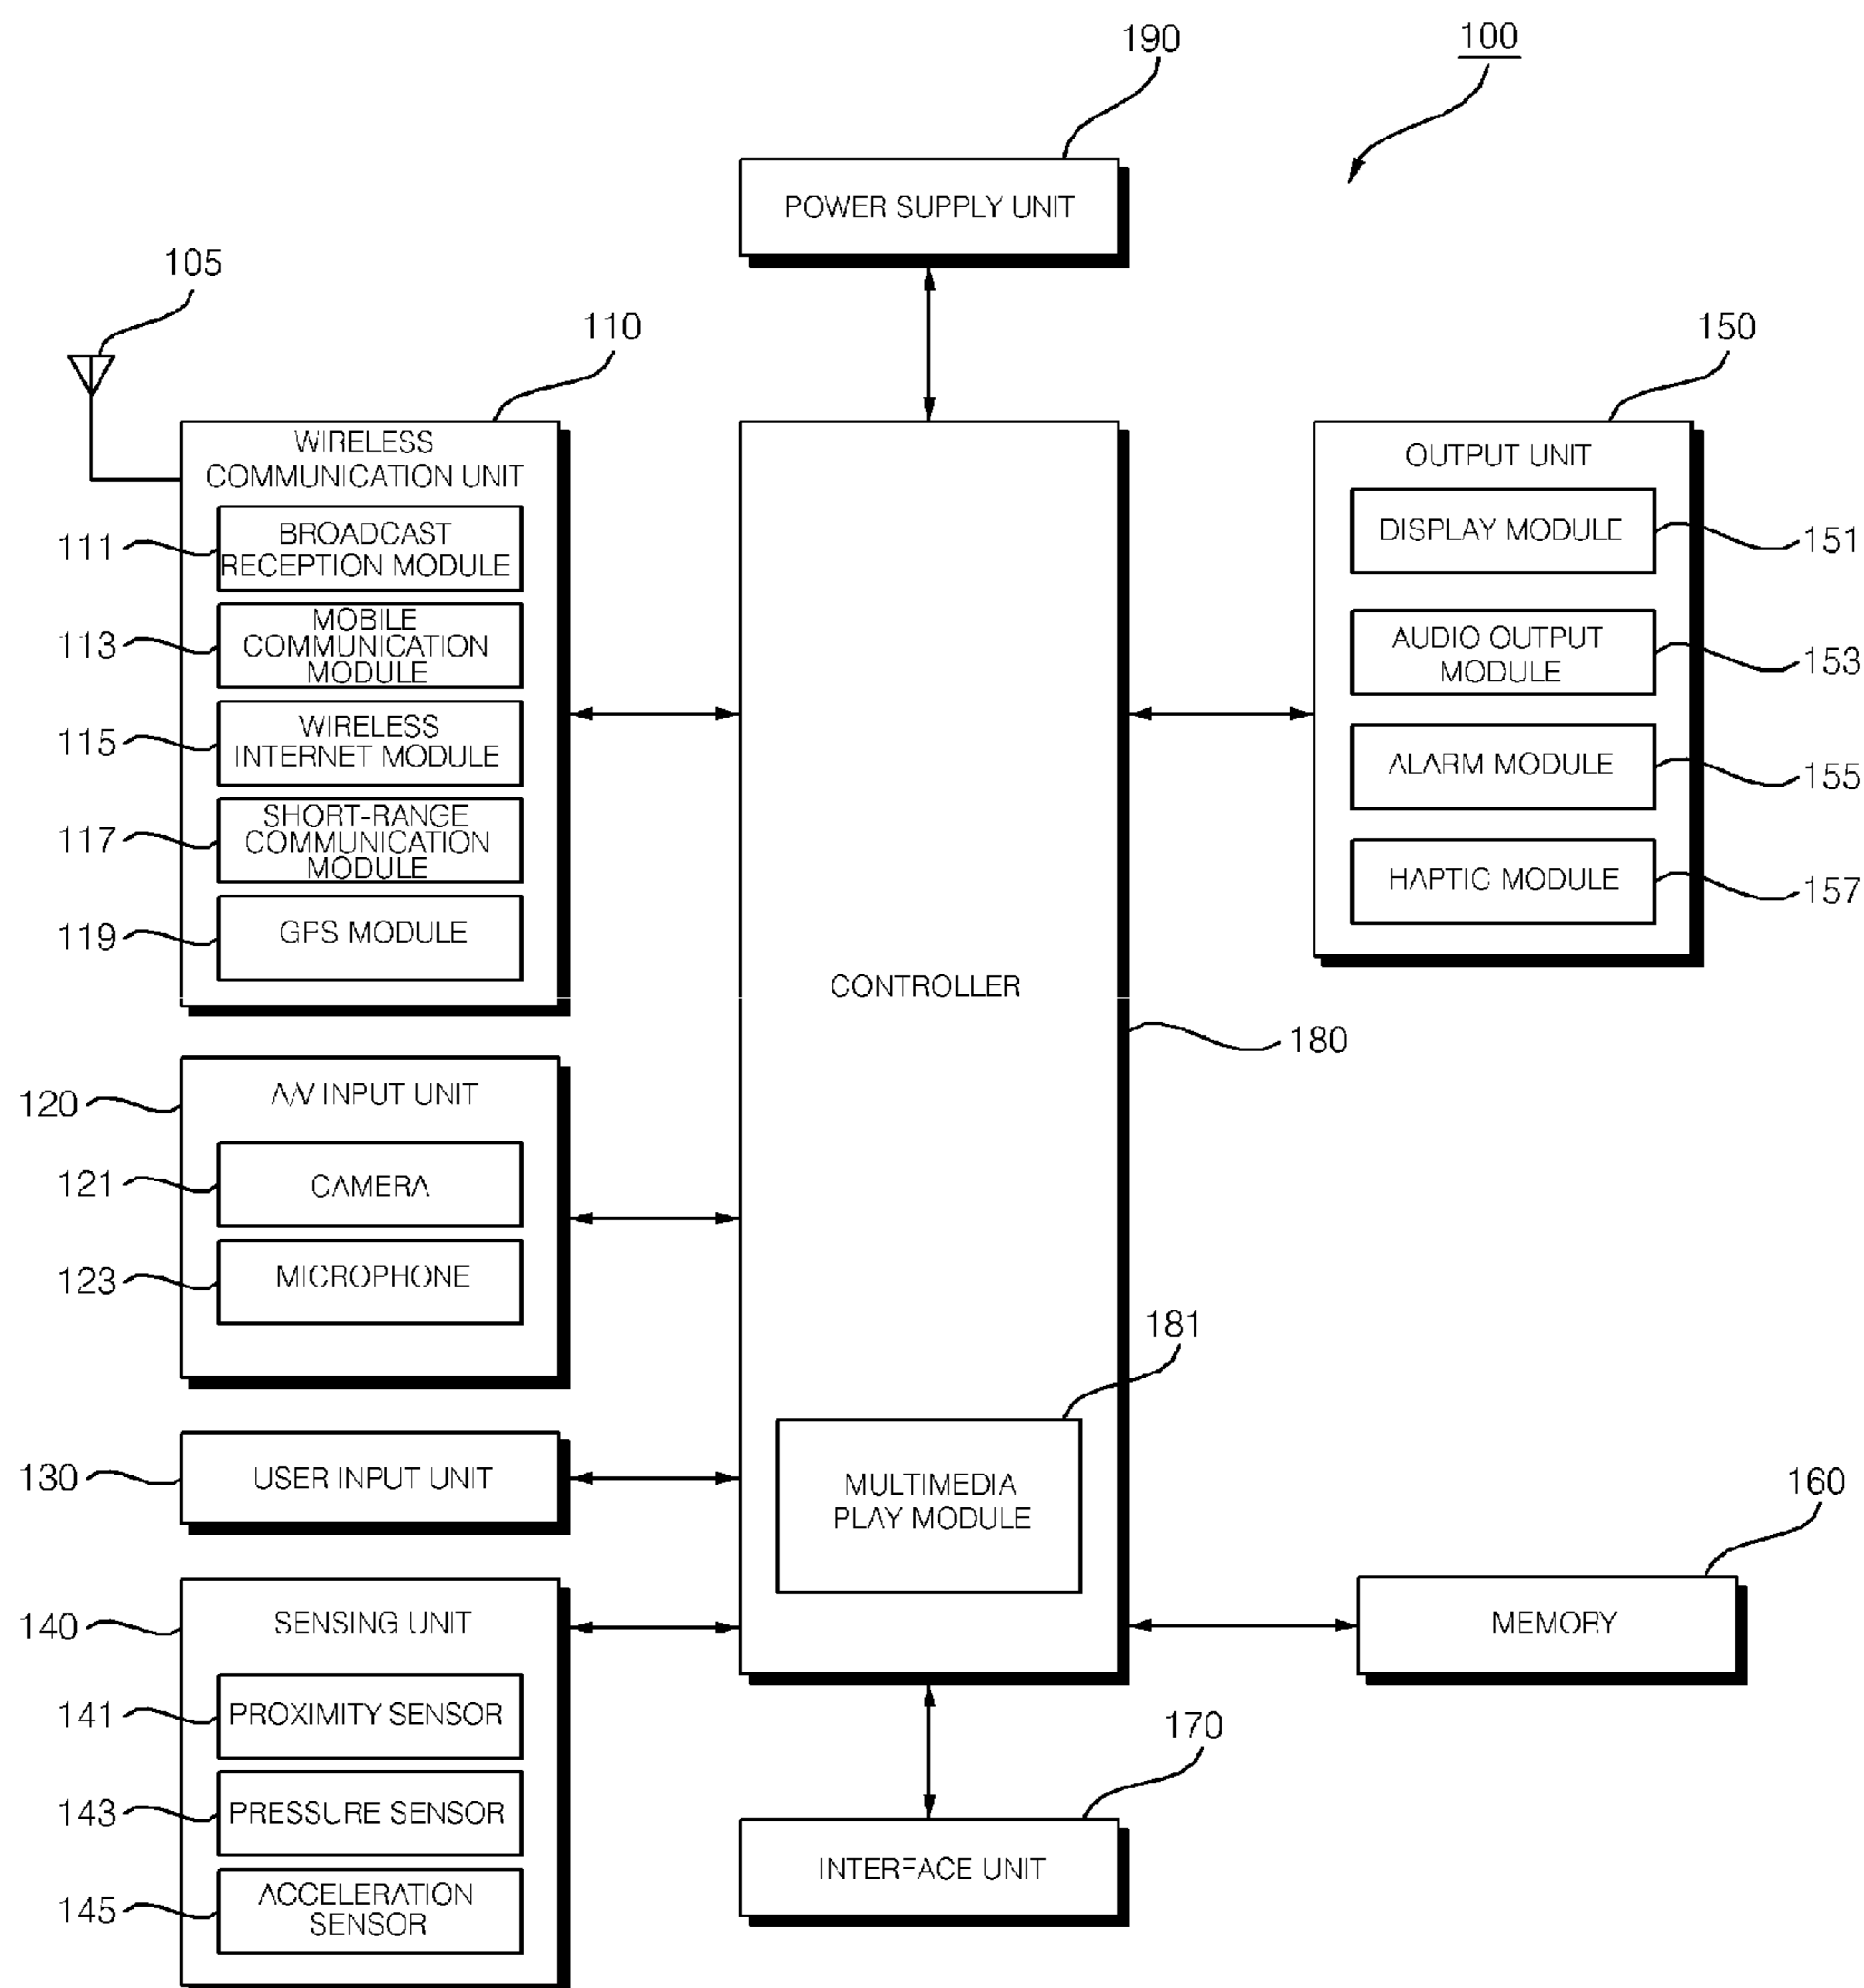 100
190
POWER SUPPLY UNIT
105
110
150
WIRELESS
COMMUNICATION UNIT
111
BROADCAST
RECEPTION MODULE
113
MOBILE
COMMUNICATION
MODULE
115
WIRELESS
INTERNET MODULE
117
SHORT-RANGE
COMMUNICATION
MODULE
119
GPS MODULE
OUTPUT UNIT
DISPLAY MODULE
151
AUDIO OUTPUT
MODULE
153
ALARM MODULE
155
HAPTIC MODULE
157
CONTROLLER
180
120
A/V INPUT UNIT
121
CAMERA
123
MICROPHONE
181
MULTIMEDIA
PLAY MODULE
130
USER INPUT UNIT
160
MEMORY
140
SENSING UNIT
141
PROXIMITY SENSOR
143
PRESSURE SENSOR
145
ACCELERATION
SENSOR
170
INTERFACE UNIT